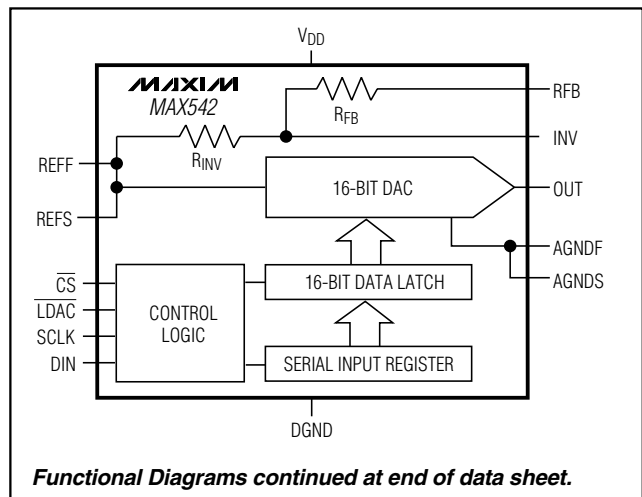 VDD
MAXIM
MAX542
RFB
RFB
INV
RINV
REFF
16-BIT DAC
OUT
REFS
AGNDF
AGNDS
CS
16-BIT DATA LATCH
LDAC
CONTROL
LOGIC
SCLK
DIN
SERIAL INPUT REGISTER
DGND
Functional Diagrams continued at end of data sheet.